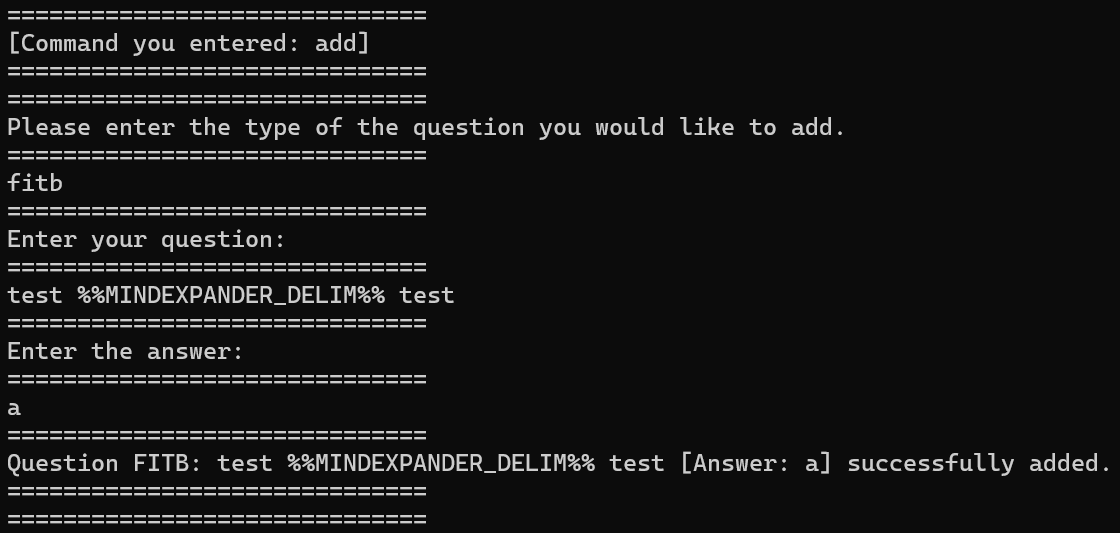 ==============================
[Command you entered: add]
==============================
==============================
Please enter the type of the question you would like to add.
==============================
fitb
==============================
Enter your question:
==============================
test %%MINDEXPANDER_DELIM%% test
==============================
Enter the answer:
==============================
a
==============================
Question FITB: test %%MINDEXPANDER_DELIM%% test [Answer: a] successfully added.
==============================
==============================